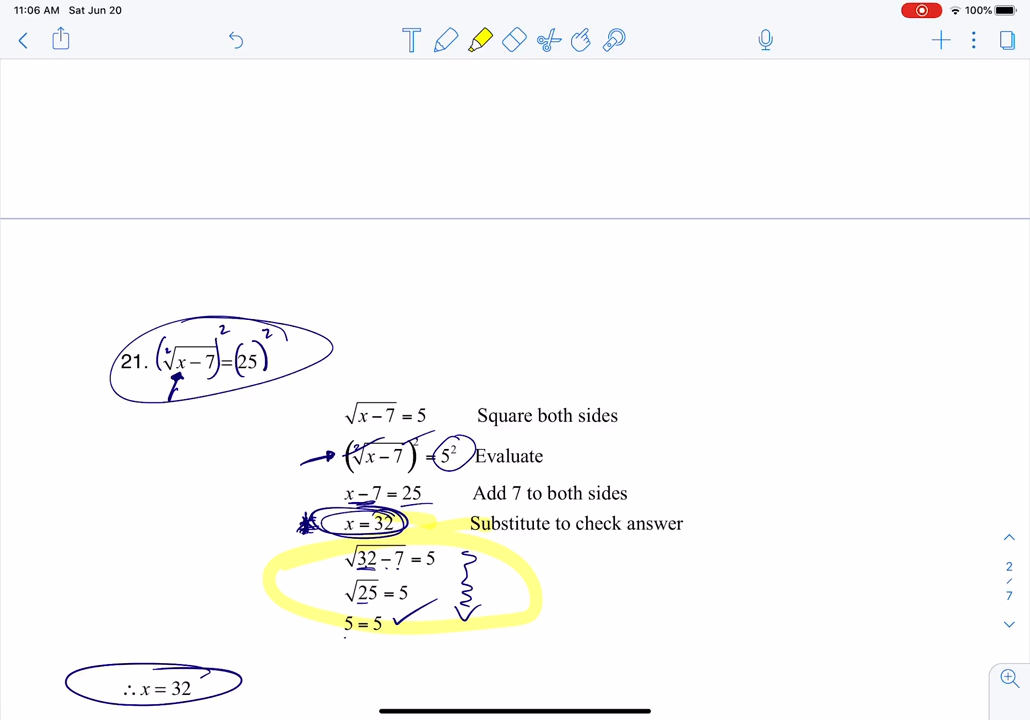 11:06 AM Sat Jun 20
100%
21. (²√x − 7)² = (25)²
√x − 7 = 5 Square both sides
(²√x − 7)² = 5² Evaluate
x − 7 = 25 Add 7 to both sides
x = 32 Substitute to check answer
√32 − 7 = 5
√25 = 5
5 = 5 ✓
∴ x = 32
2
/
7